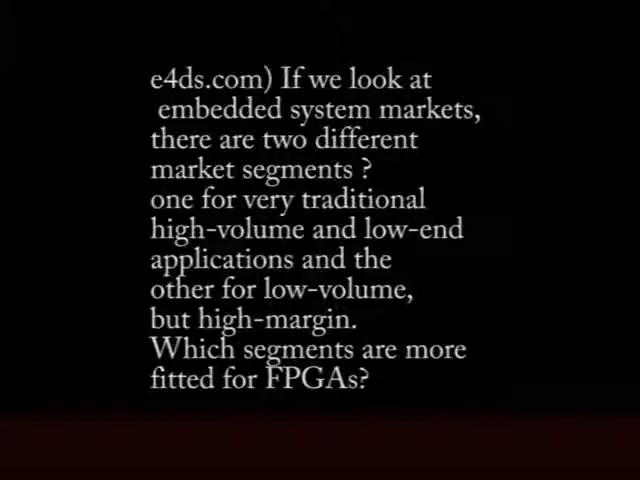 e4ds.com) If we look at
embedded system markets,
there are two different
market segments ?
one for very traditional
high-volume and low-end
applications and the
other for low-volume,
but high-margin.
Which segments are more
fitted for FPGAs?